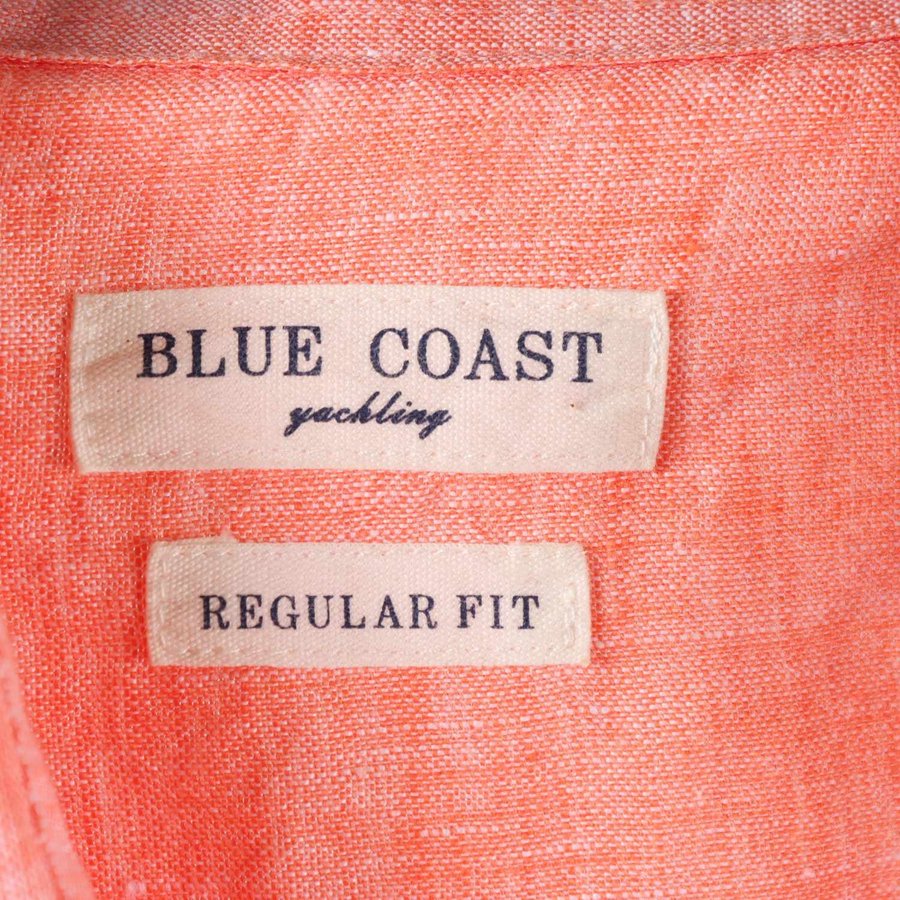 BLUE COAST
yachting
REGULAR FIT